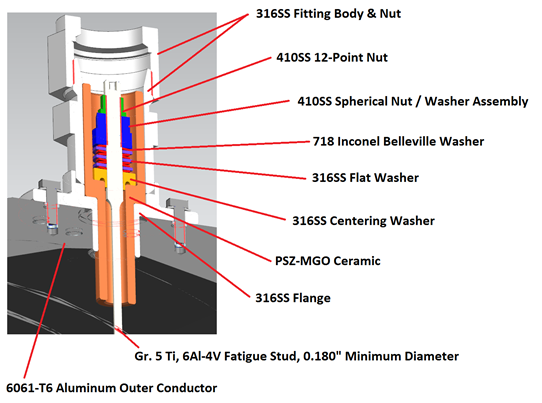 316SS Fitting Body & Nut
410SS 12-Point Nut
410SS Spherical Nut / Washer Assembly
718 Inconel Belleville Washer
316SS Flat Washer
316SS Centering Washer
PSZ-MGO Ceramic
316SS Flange
Gr. 5 Ti, 6Al-4V Fatigue Stud, 0.180" Minimum Diameter
6061-T6 Aluminum Outer Conductor